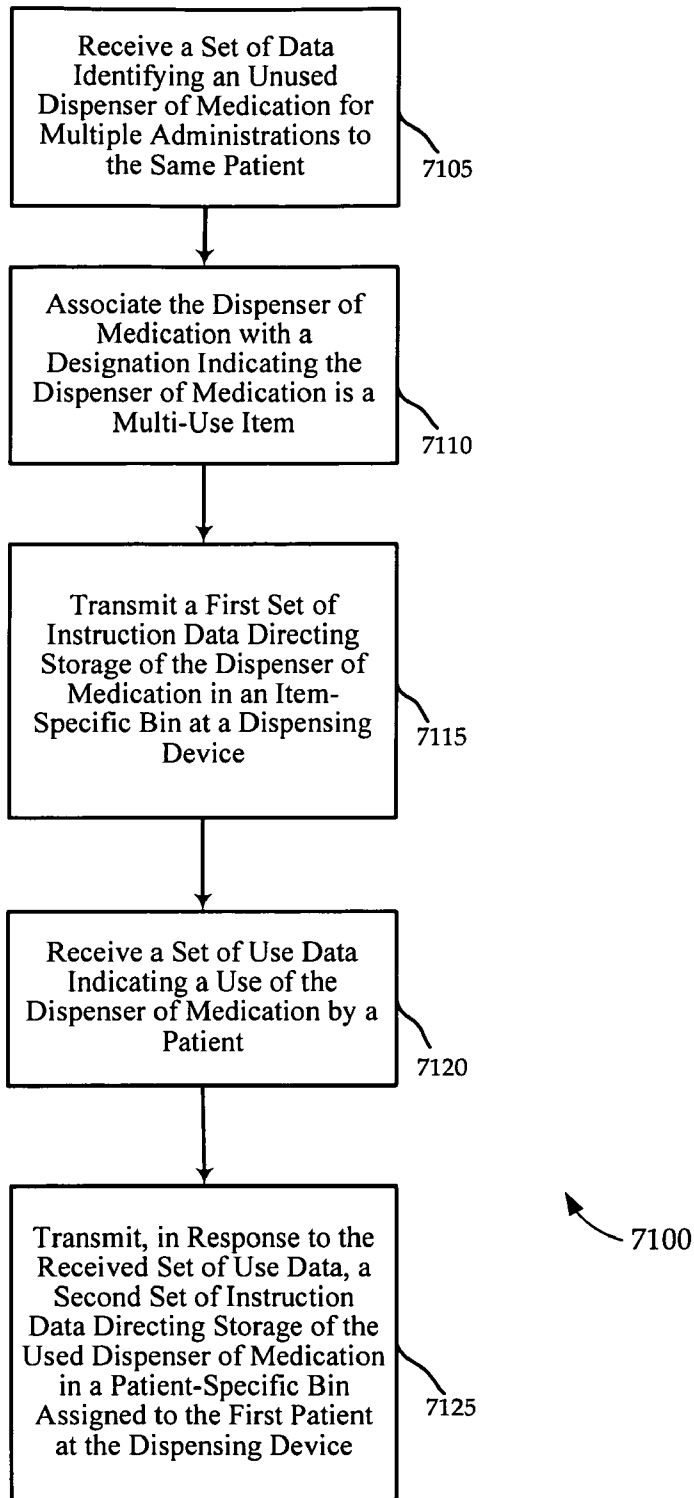 Receive a Set of Data
Identifying an Unused
Dispenser of Medication for
Multiple Administrations to
the Same Patient
7105
Associate the Dispenser of
Medication with a
Designation Indicating the
Dispenser of Medication is a
Multi-Use Item
7110
Transmit a First Set of
Instruction Data Directing
Storage of the Dispenser of
Medication in an Item-
Specific Bin at a Dispensing
Device
7115
Receive a Set of Use Data
Indicating a Use of the
Dispenser of Medication by a
Patient
7120
Transmit, in Response to the
Received Set of Use Data, a
Second Set of Instruction
Data Directing Storage of the
Used Dispenser of Medication
in a Patient-Specific Bin
Assigned to the First Patient
at the Dispensing Device
7125
7100